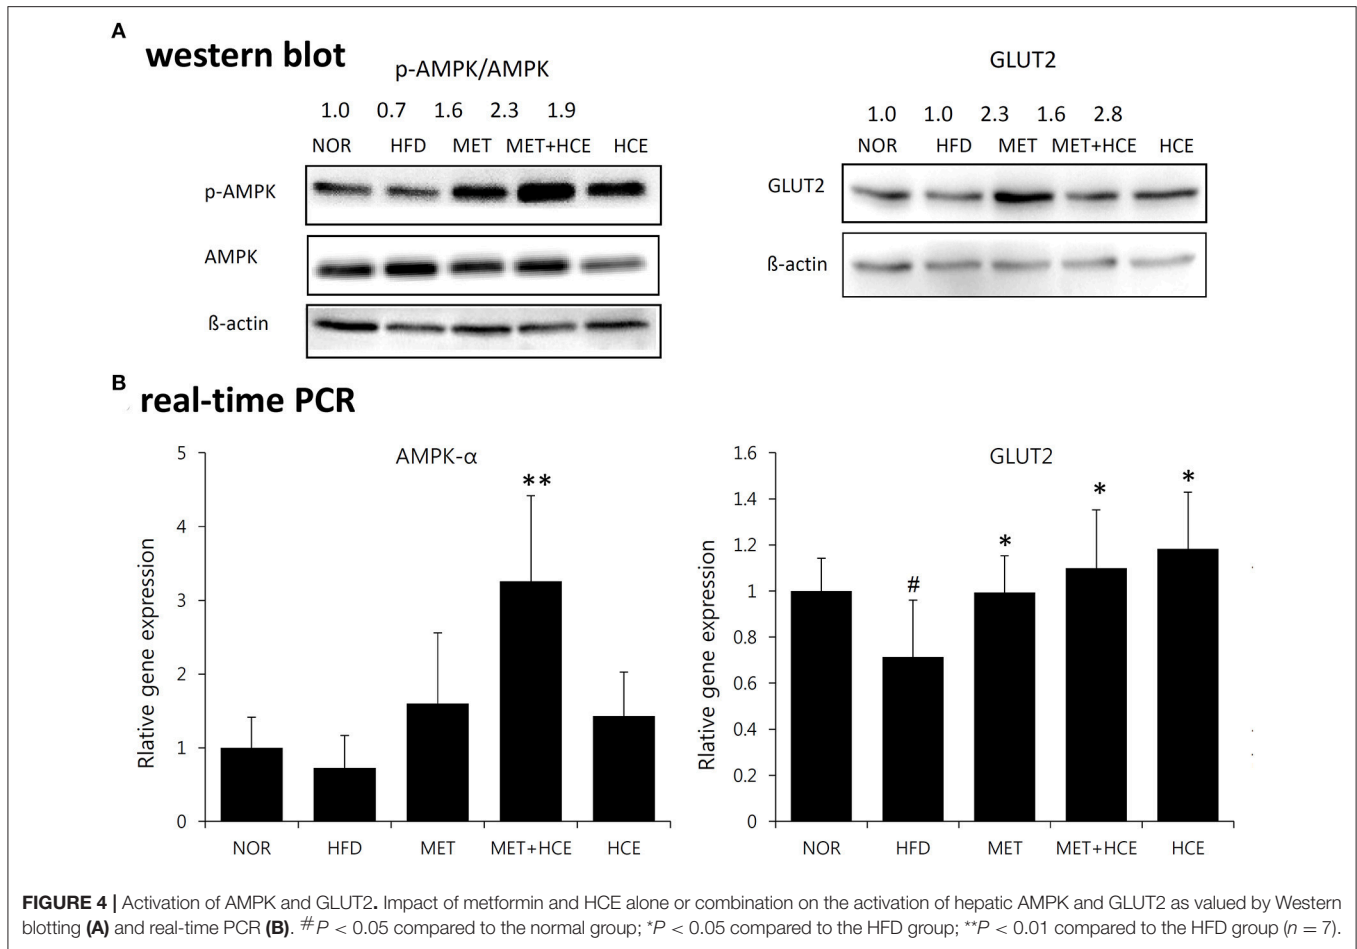 A
western blot
p-AMPK/AMPK
1.0 0.7 1.6 2.3 1.9
NOR HFD MET MET+HCE HCE
p-AMPK
AMPK
ß-actin
GLUT2
1.0 1.0 2.3 1.6 2.8
NOR HFD MET MET+HCE HCE
GLUT2
ß-actin
B
real-time PCR
AMPK-α
Rlative gene expression
5
4
3
2
1
0
**
NOR HFD MET MET+HCE HCE
GLUT2
Rlative gene expression
1.6
1.4
1.2
1
0.8
0.6
0.4
0.2
0
# * * *
NOR HFD MET MET+HCE HCE
FIGURE 4 | Activation of AMPK and GLUT2. Impact of metformin and HCE alone or combination on the activation of hepatic AMPK and GLUT2 as valued by Western
blotting (A) and real-time PCR (B). #P < 0.05 compared to the normal group; *P < 0.05 compared to the HFD group; **P < 0.01 compared to the HFD group (n = 7).